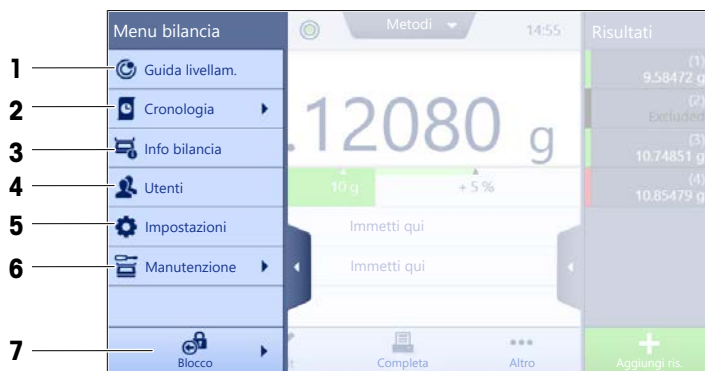 Menu bilancia
Metodi
14:55
Risultati
1
Guida livellam.
2
Cronologia
3
Info bilancia
4
Utenti
5
Impostazioni
6
Manutenzione
7
Blocco
.12080 g
10 g
+ 5 %
Immetti qui
Immetti qui
Completa
Altro
(1)
9.58472 g
(2)
Excluded
(3)
10.74851 g
(4)
10.85479 g
Aggiungi ris.